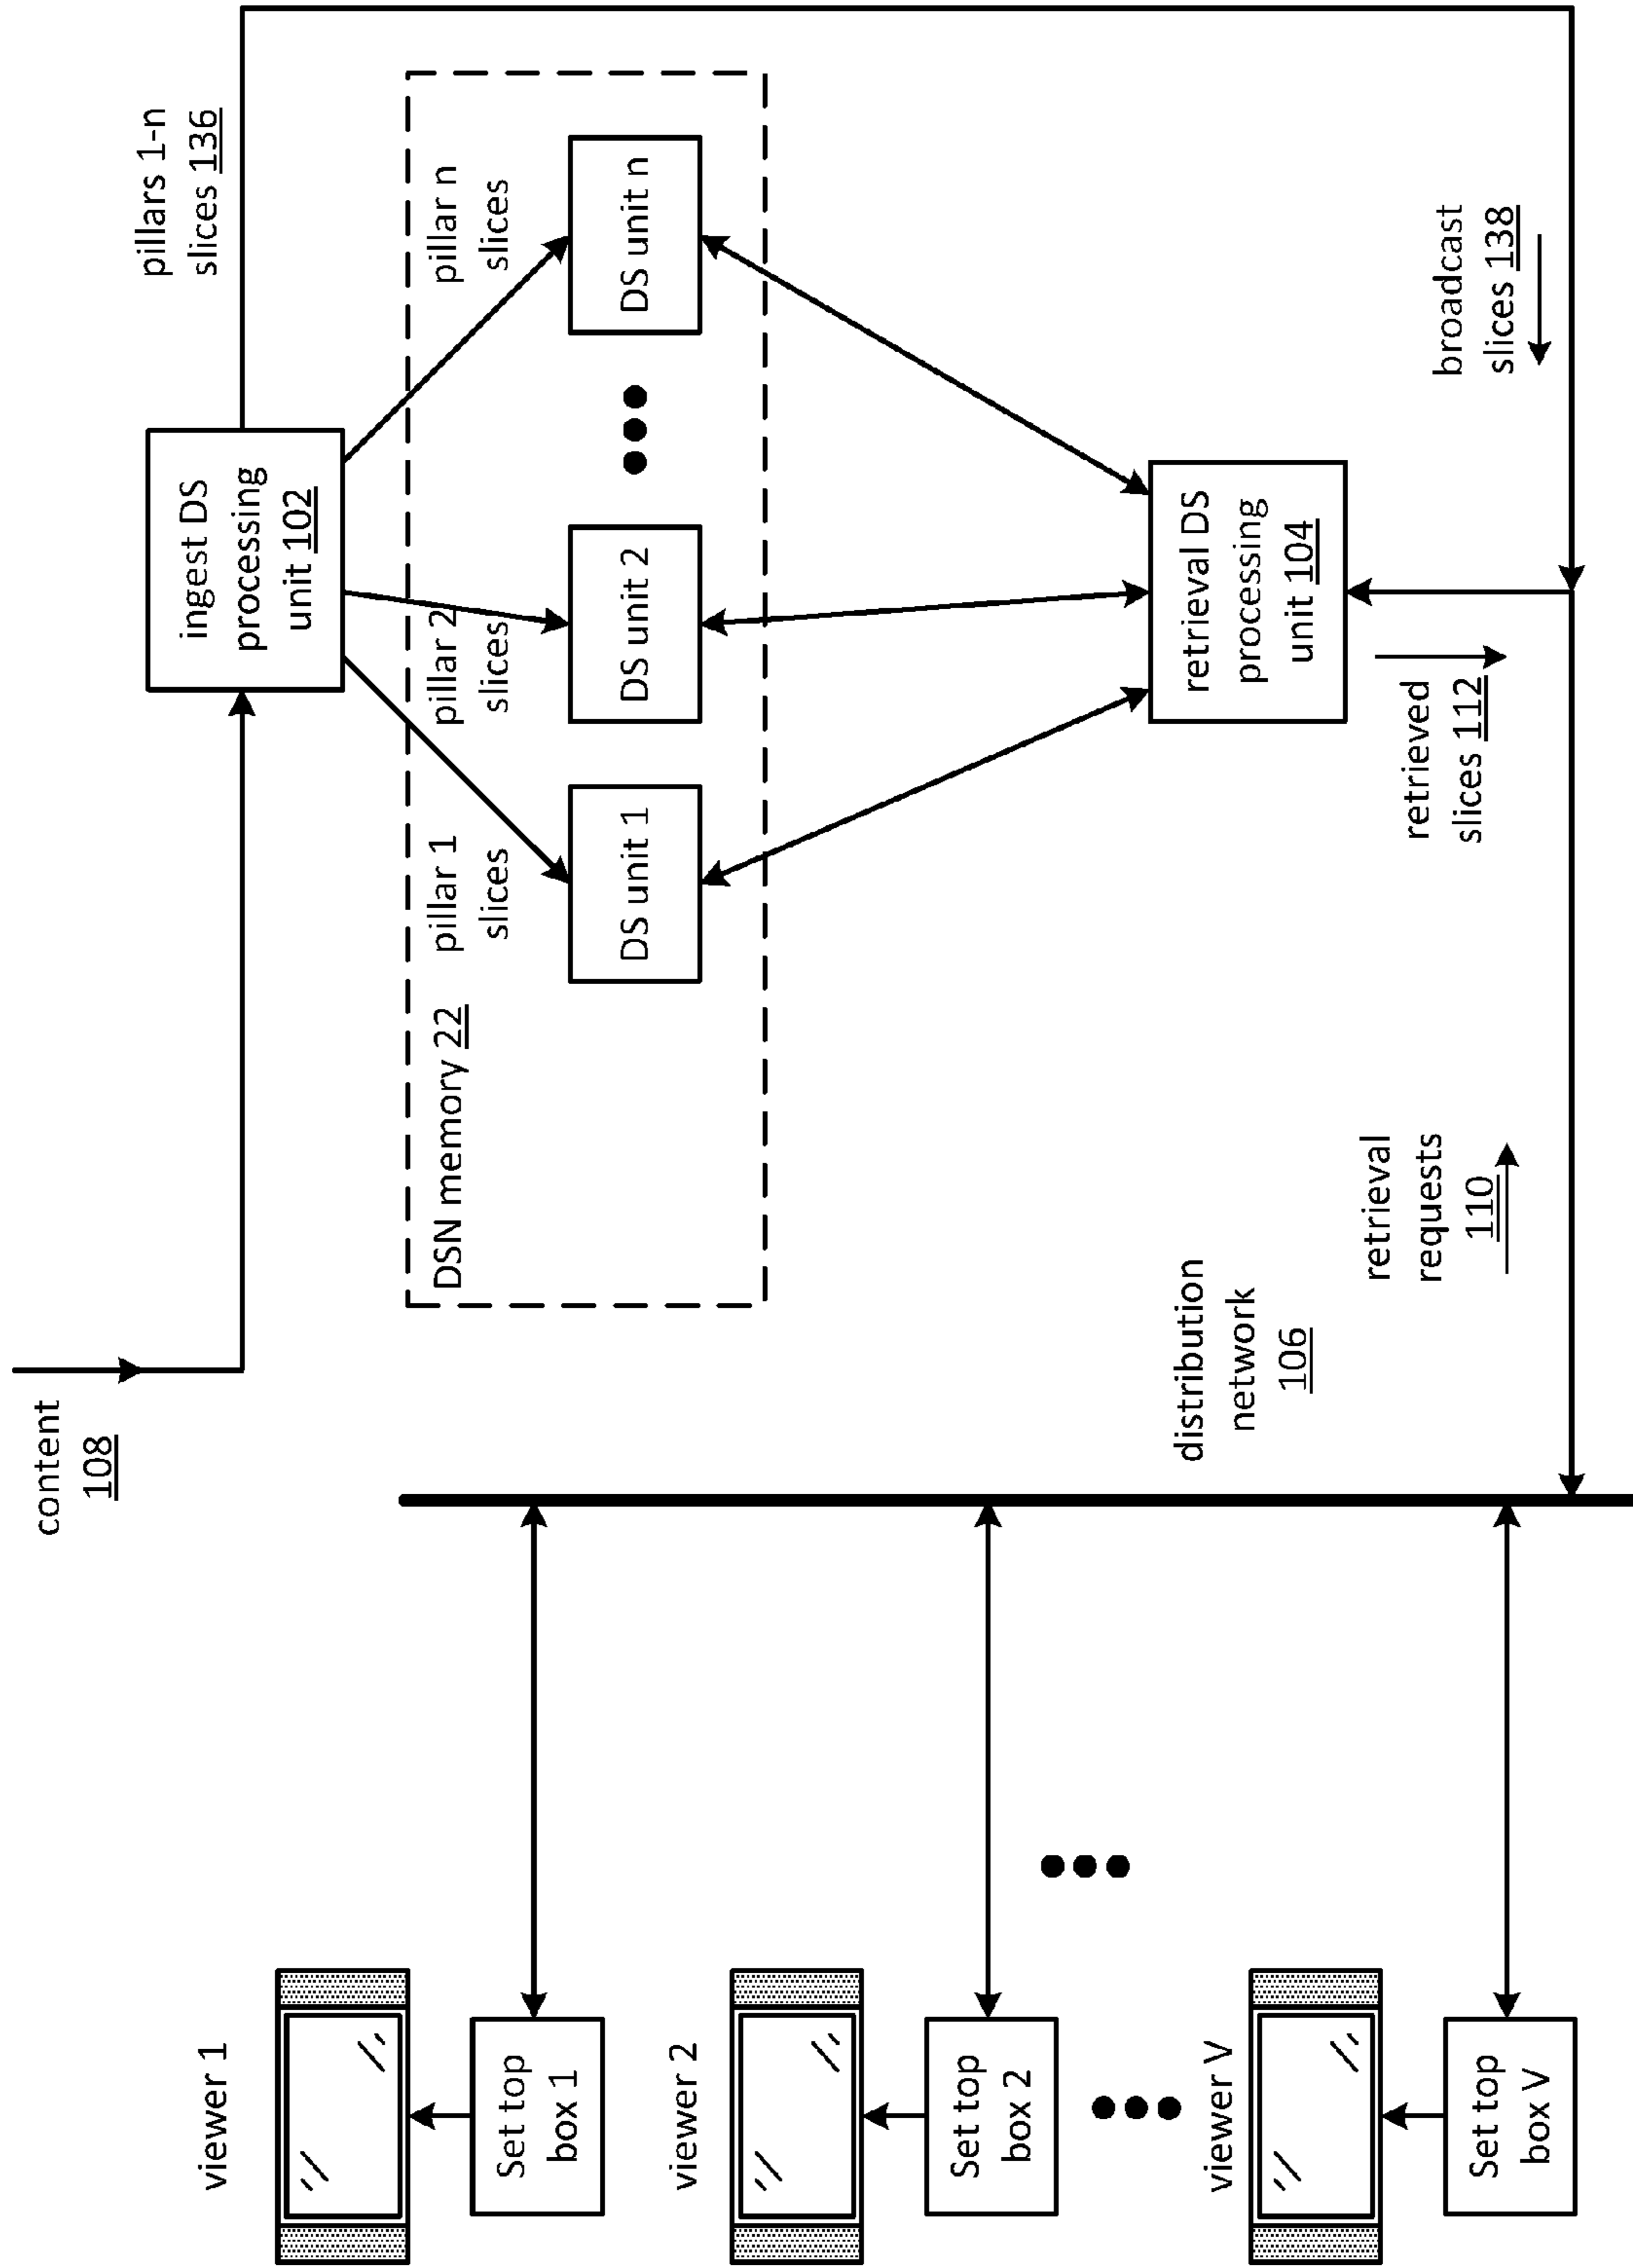 content
108
ingest DS
processing
unit 102
pillars 1-n
slices 136
DSN memory 22
pillar 1
slices
pillar 2
slices
pillar n
slices
DS unit 1
DS unit 2
DS unit n
viewer 1
Set top
box 1
viewer 2
Set top
box 2
viewer V
Set top
box V
distribution
network
106
retrieval
requests
110
retrieval DS
processing
unit 104
retrieved
slices 112
broadcast
slices 138